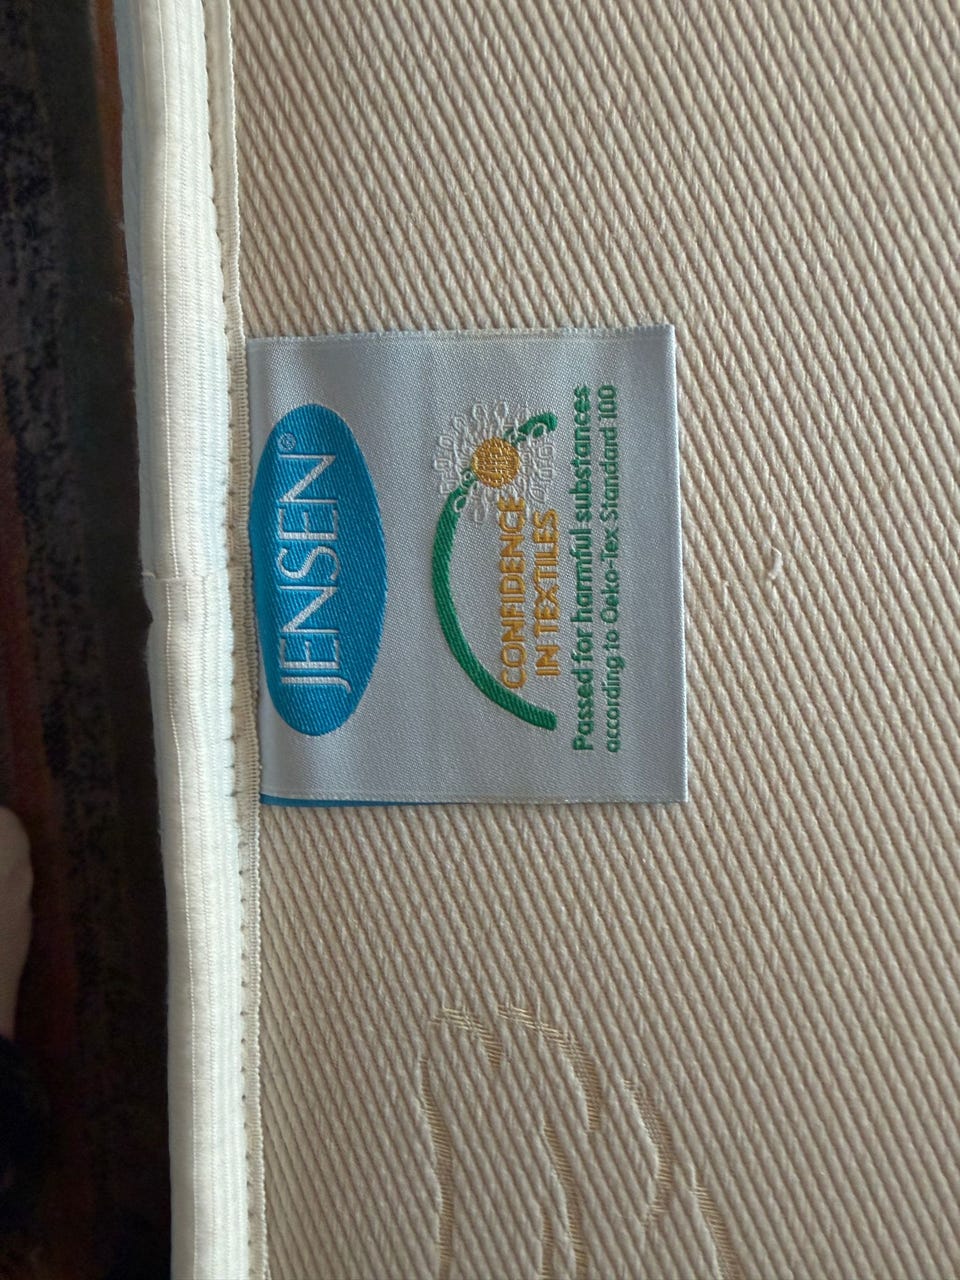 JENSEN®
CONFIDENCE
IN TEXTILES
Passed for harmful substances
according to Oeko-Tex Standard 100